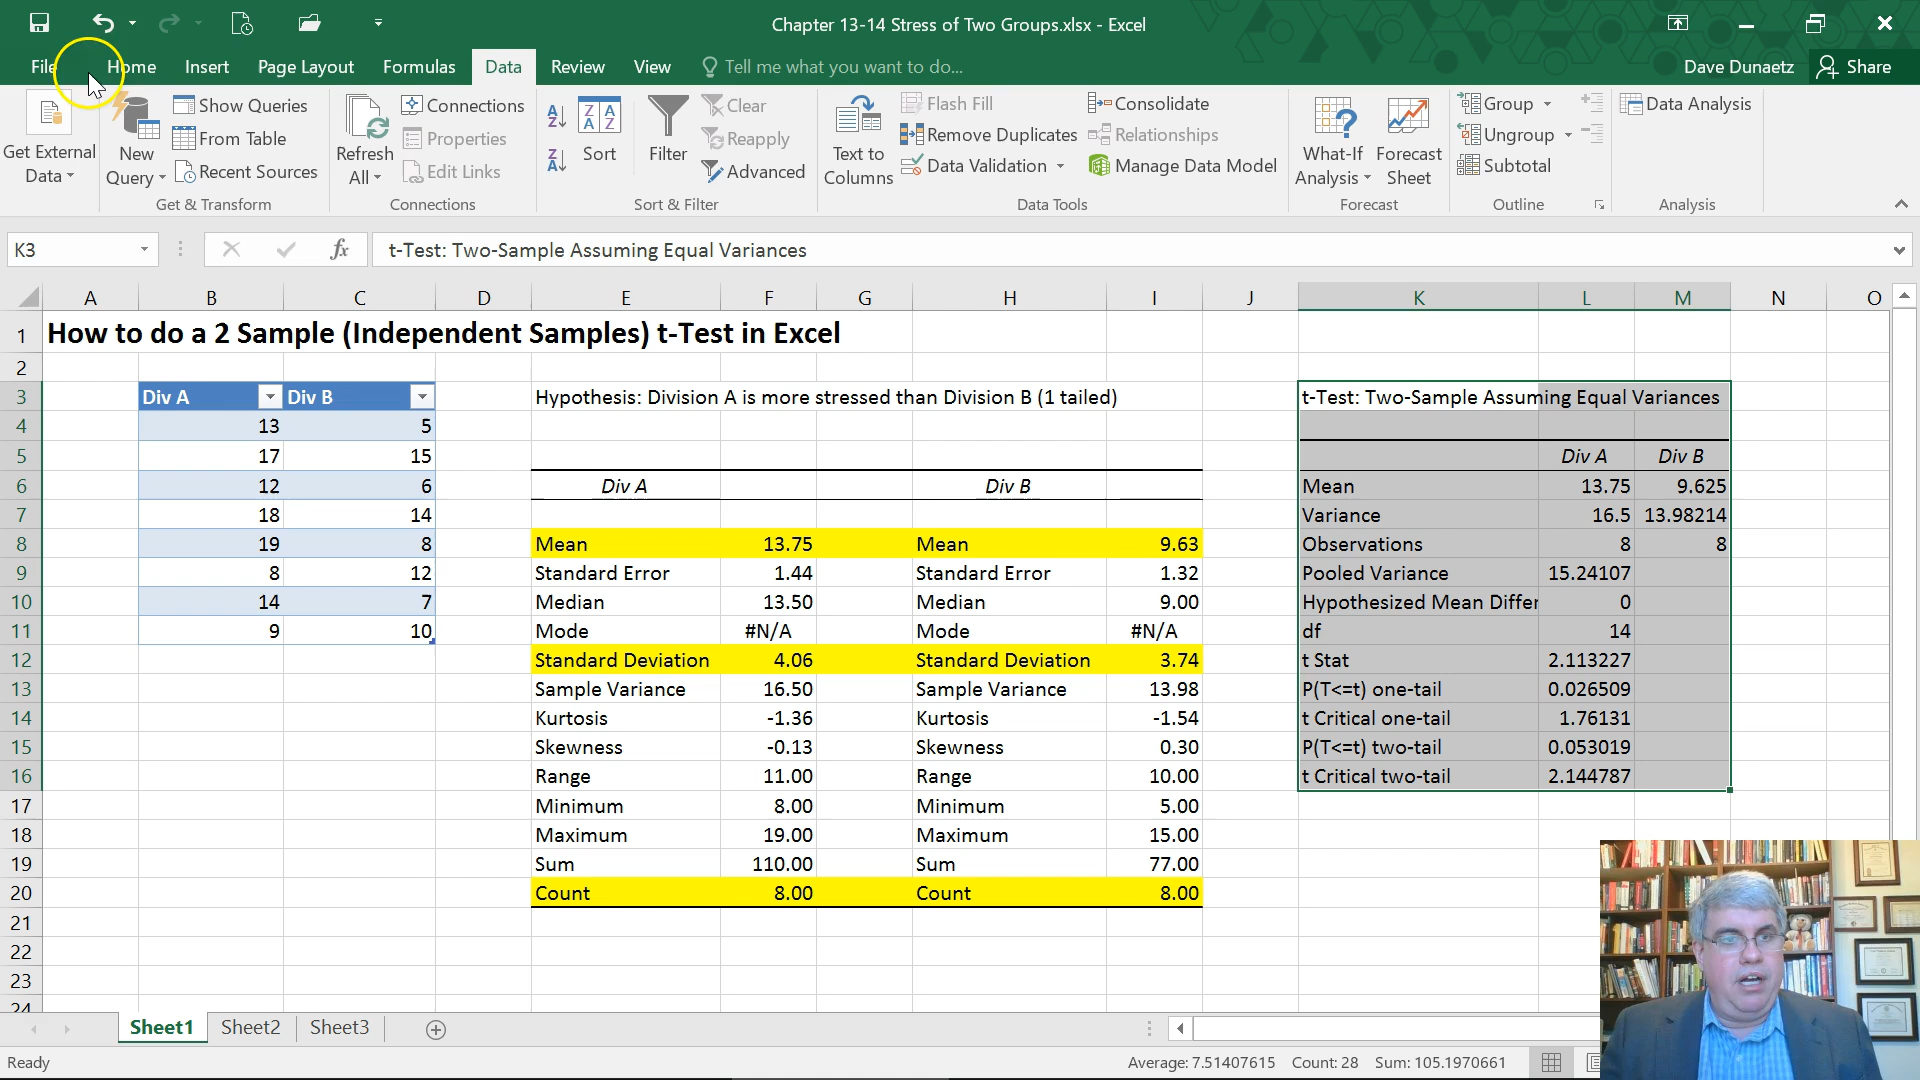 Chapter 13-14 Stress of Two Groups.xlsx - Excel
File Home Insert Page Layout Formulas Data Review View Tell me what you want to do... Dave Dunaetz Share
Get External Data
New Query
Show Queries
From Table
Recent Sources
Get & Transform
Refresh All
Connections
Properties
Edit Links
Connections
Sort
Filter
Clear
Reapply
Advanced
Sort & Filter
Text to Columns
Flash Fill
Remove Duplicates
Data Validation
Consolidate
Relationships
Manage Data Model
Data Tools
What-If Analysis
Forecast Sheet
Forecast
Group
Ungroup
Subtotal
Outline
Data Analysis
Analysis
K3 fx t-Test: Two-Sample Assuming Equal Variances
A B C D E F G H I J K L M N O
1 How to do a 2 Sample (Independent Samples) t-Test in Excel
2
3 Div A Div B Hypothesis: Division A is more stressed than Division B (1 tailed) t-Test: Two-Sample Assuming Equal Variances
4 13 5
5 17 15 Div A Div B
6 12 6 Div A Div B Mean 13.75 9.625
7 18 14 Variance 16.5 13.98214
8 19 8 Mean 13.75 Mean 9.63 Observations 8 8
9 8 12 Standard Error 1.44 Standard Error 1.32 Pooled Variance 15.24107
10 14 7 Median 13.50 Median 9.00 Hypothesized Mean Differ 0
11 9 10 Mode #N/A Mode #N/A df 14
12 Standard Deviation 4.06 Standard Deviation 3.74 t Stat 2.113227
13 Sample Variance 16.50 Sample Variance 13.98 P(T<=t) one-tail 0.026509
14 Kurtosis -1.36 Kurtosis -1.54 t Critical one-tail 1.76131
15 Skewness -0.13 Skewness 0.30 P(T<=t) two-tail 0.053019
16 Range 11.00 Range 10.00 t Critical two-tail 2.144787
17 Minimum 8.00 Minimum 5.00
18 Maximum 19.00 Maximum 15.00
19 Sum 110.00 Sum 77.00
20 Count 8.00 Count 8.00
21
22
23
24
Sheet1 Sheet2 Sheet3
Ready Average: 7.51407615 Count: 28 Sum: 105.1970661